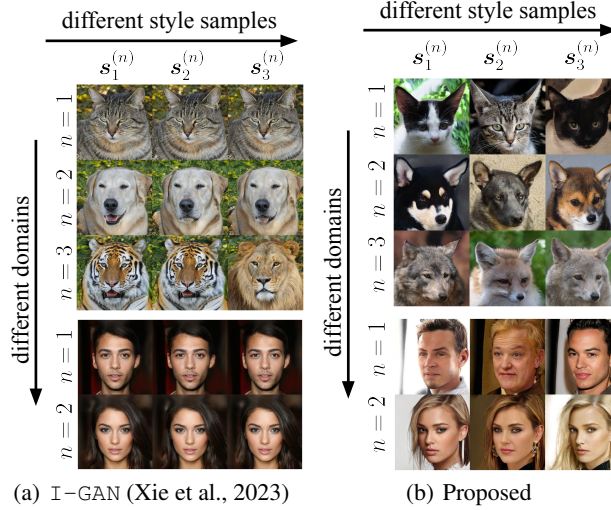 different style samples
s_1^{(n)} s_2^{(n)} s_3^{(n)}
different domains
n = 1
n = 2
n = 3
n = 1
n = 2
(a) I-GAN (Xie et al., 2023)
different style samples
s_1^{(n)} s_2^{(n)} s_3^{(n)}
different domains
n = 1
n = 2
n = 3
n = 1
n = 2
(b) Proposed